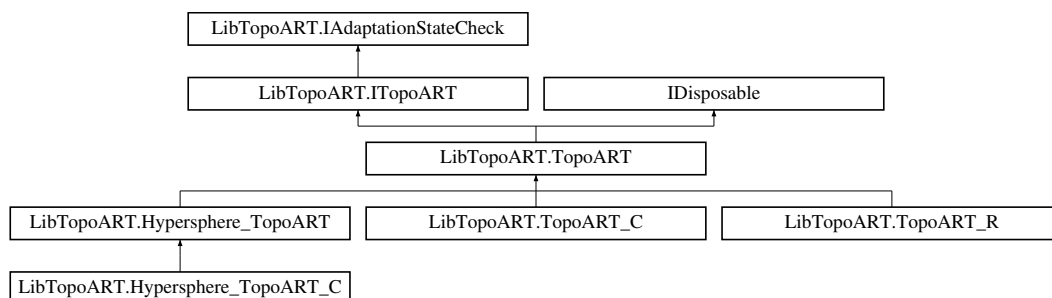 LibTopoART.IAdaptationStateCheck
LibTopoART.ITopoART
IDisposable
LibTopoART.TopoART
LibTopoART.Hypersphere_TopoART
LibTopoART.TopoART_C
LibTopoART.TopoART_R
LibTopoART.Hypersphere_TopoART_C